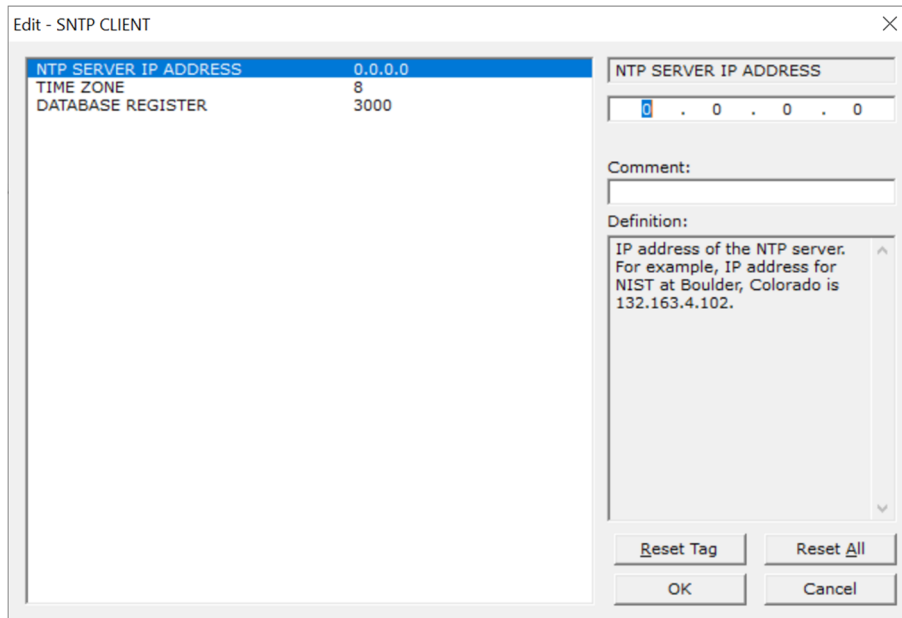 Edit - SNTP CLIENT
NTP SERVER IP ADDRESS 0.0.0.0
TIME ZONE 8
DATABASE REGISTER 3000
NTP SERVER IP ADDRESS
0 . 0 . 0 . 0
Comment:
Definition:
IP address of the NTP server.
For example, IP address for
NIST at Boulder, Colorado is
132.163.4.102.
Reset Tag Reset All
OK Cancel